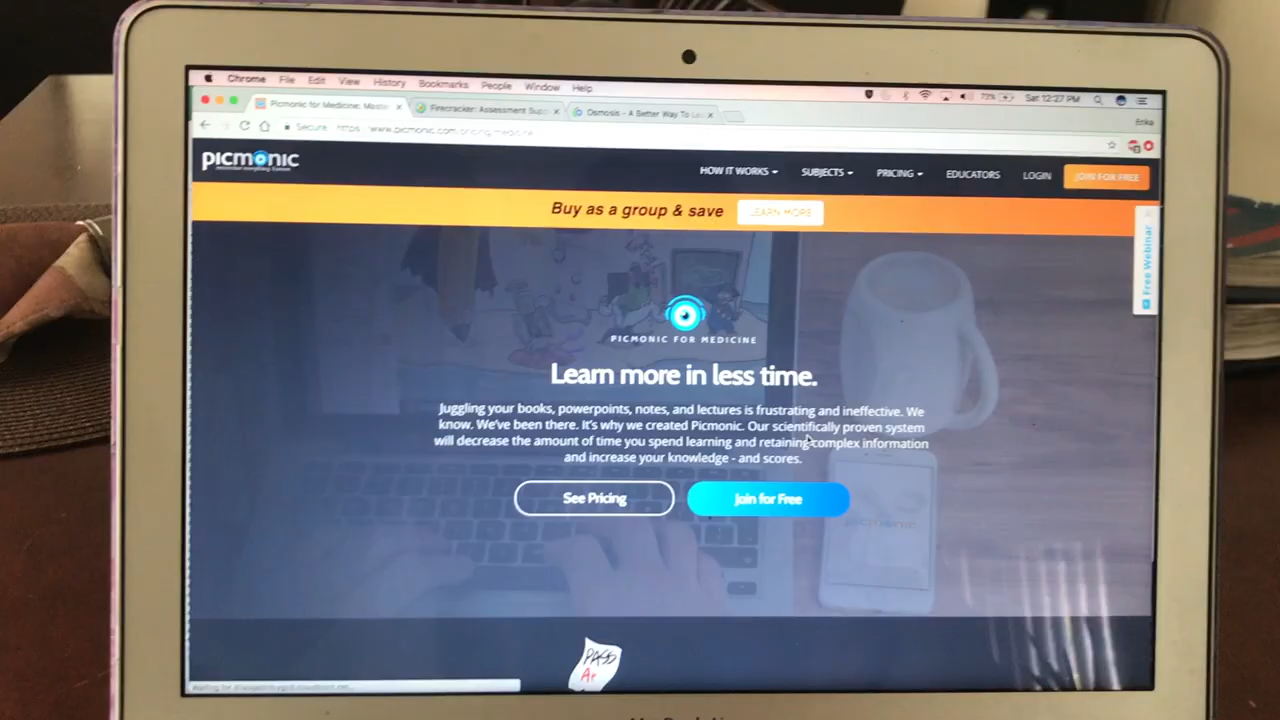 Chrome File Edit View History Bookmarks People Window Help
73% Sat 12:27 PM
Picmonic for Medicine: Maste
Firecracker: Assessment Supp
Osmosis - A Better Way To Lea
Erika
Secure https www.picmonic.com/pricing/medicine
picmonic
HOW IT WORKS SUBJECTS PRICING EDUCATORS LOGIN JOIN FOR FREE
Buy as a group & save LEARN MORE
Free Webinar
PICMONIC FOR MEDICINE
Learn more in less time.
Juggling your books, powerpoints, notes, and lectures is frustrating and ineffective. We
know. We've been there. It's why we created Picmonic. Our scientifically proven system
will decrease the amount of time you spend learning and retaining complex information
and increase your knowledge - and scores.
See Pricing Join for Free
picmonic
PASS
A+